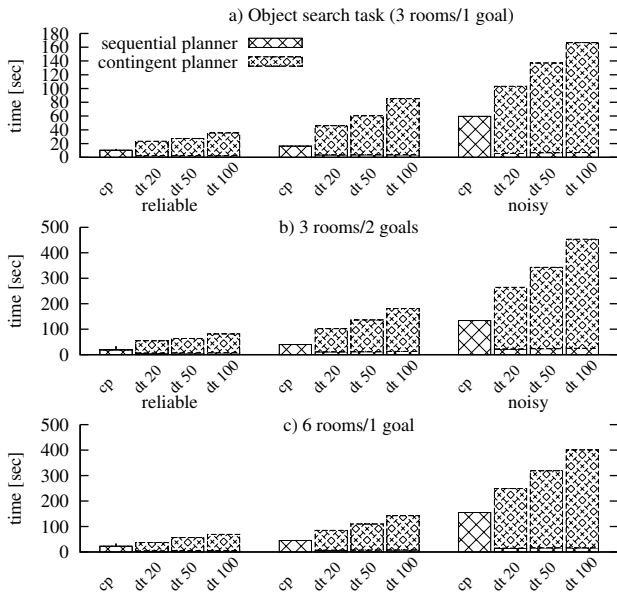 a) Object search task (3 rooms/1 goal)
sequential planner
contingent planner
time [sec]
180
160
140
120
100
80
60
40
20
0
cp dt 20 dt 50 dt 100 cp dt 20 dt 50 dt 100 cp dt 20 dt 50 dt 100
reliable noisy
b) 3 rooms/2 goals
time [sec]
500
400
300
200
100
0
cp dt 20 dt 50 dt 100 cp dt 20 dt 50 dt 100 cp dt 20 dt 50 dt 100
reliable noisy
c) 6 rooms/1 goal
time [sec]
500
400
300
200
100
0
cp dt 20 dt 50 dt 100 cp dt 20 dt 50 dt 100 cp dt 20 dt 50 dt 100